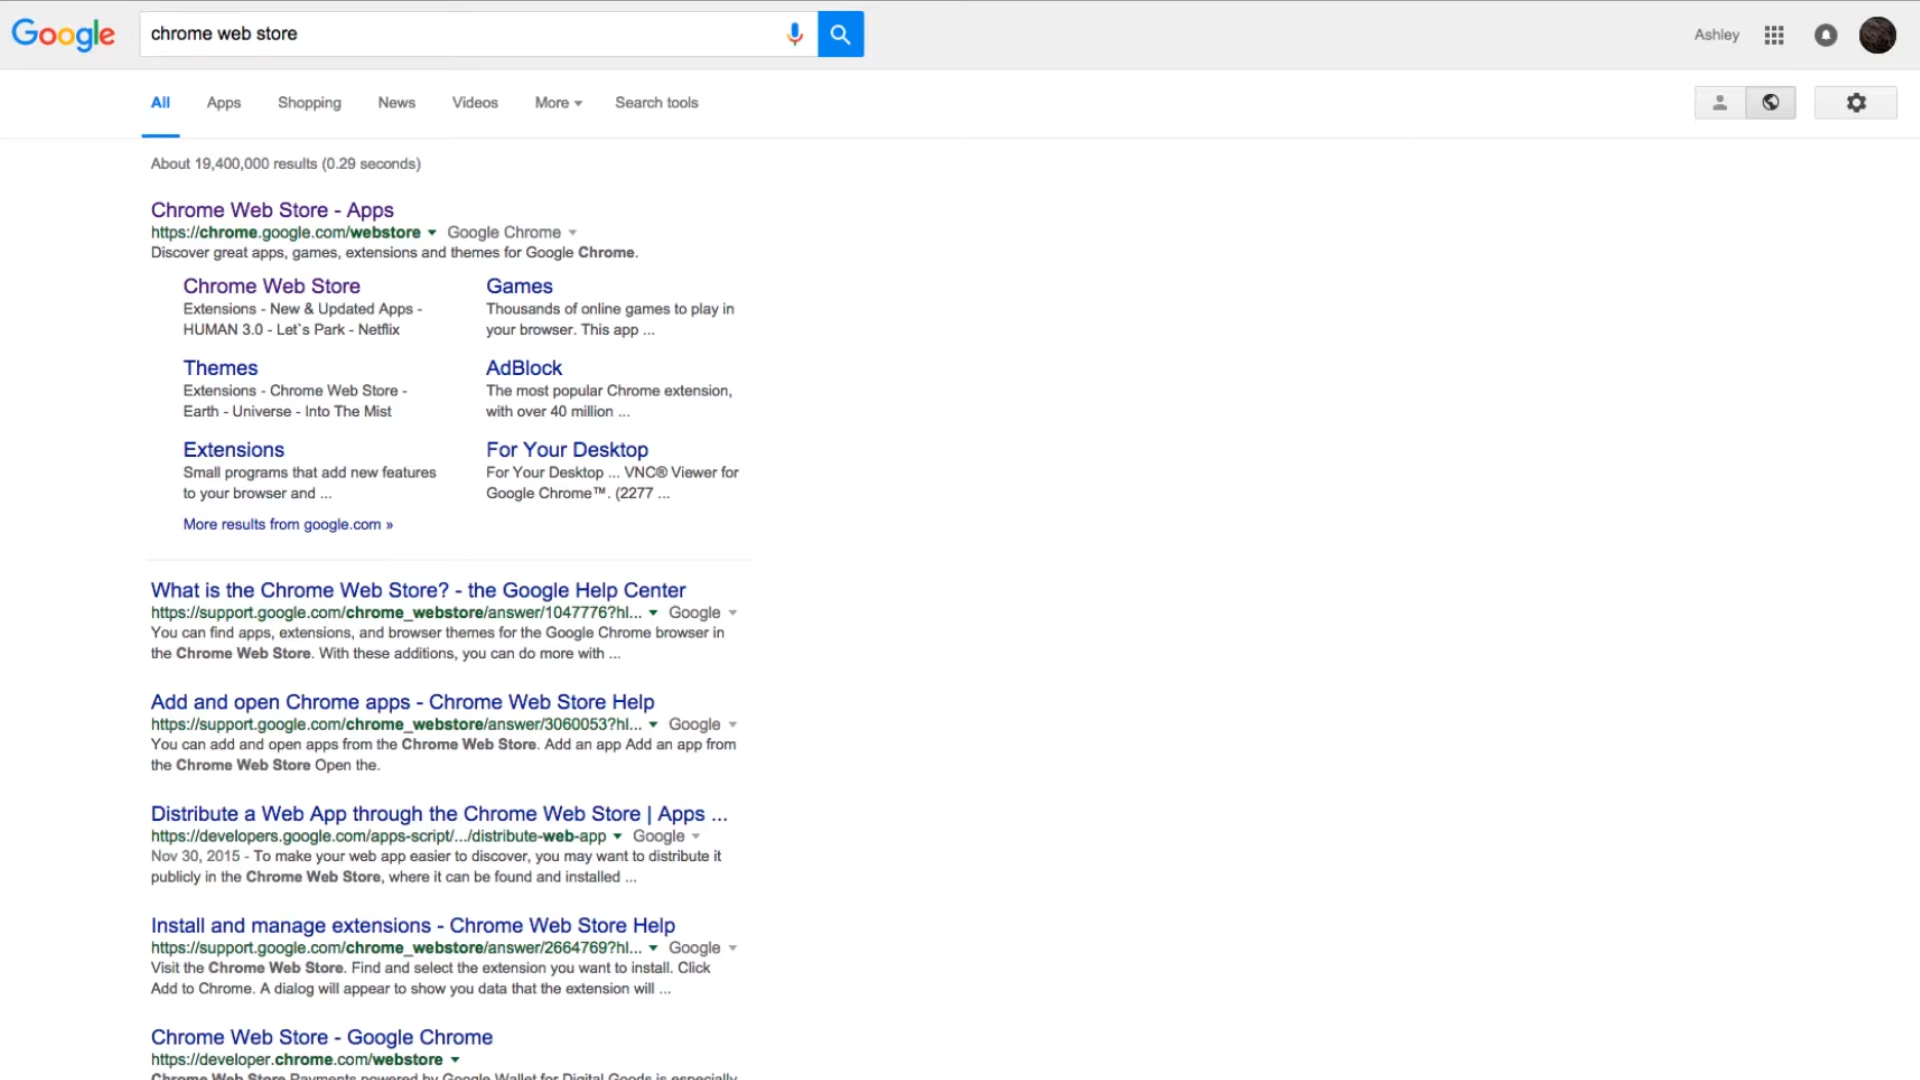 Google
chrome web store
Ashley
All Apps Shopping News Videos More Search tools
About 19,400,000 results (0.29 seconds)
Chrome Web Store - Apps
https://chrome.google.com/webstore Google Chrome
Discover great apps, games, extensions and themes for Google Chrome.
Chrome Web Store
Extensions - New & Updated Apps -
HUMAN 3.0 - Let`s Park - Netflix
Games
Thousands of online games to play in
your browser. This app ...
Themes
Extensions - Chrome Web Store -
Earth - Universe - Into The Mist
AdBlock
The most popular Chrome extension,
with over 40 million ...
Extensions
Small programs that add new features
to your browser and ...
For Your Desktop
For Your Desktop ... VNC® Viewer for
Google Chrome™. (2277 ...
More results from google.com »
What is the Chrome Web Store? - the Google Help Center
https://support.google.com/chrome_webstore/answer/1047776?hl... Google
You can find apps, extensions, and browser themes for the Google Chrome browser in
the Chrome Web Store. With these additions, you can do more with ...
Add and open Chrome apps - Chrome Web Store Help
https://support.google.com/chrome_webstore/answer/3060053?hl... Google
You can add and open apps from the Chrome Web Store. Add an app Add an app from
the Chrome Web Store Open the.
Distribute a Web App through the Chrome Web Store | Apps ...
https://developers.google.com/apps-script/.../distribute-web-app Google
Nov 30, 2015 - To make your web app easier to discover, you may want to distribute it
publicly in the Chrome Web Store, where it can be found and installed ...
Install and manage extensions - Chrome Web Store Help
https://support.google.com/chrome_webstore/answer/2664769?hl... Google
Visit the Chrome Web Store. Find and select the extension you want to install. Click
Add to Chrome. A dialog will appear to show you data that the extension will ...
Chrome Web Store - Google Chrome
https://developer.chrome.com/webstore
Chrome Web Store Payments powered by Google Wallet for Digital Goods is especially